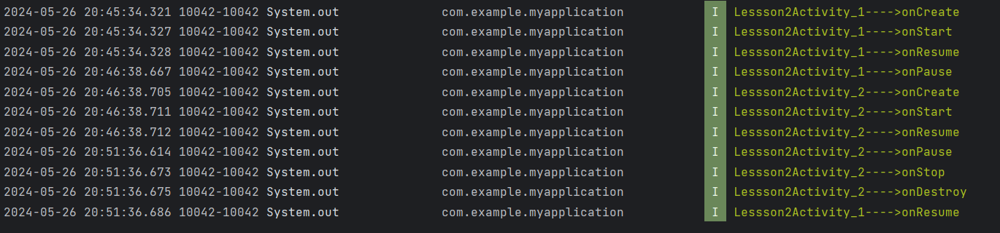 2024-05-26 20:45:34.321 10042-10042 System.out com.example.myapplication I Lessson2Activity_1---->onCreate
2024-05-26 20:45:34.327 10042-10042 System.out com.example.myapplication I Lessson2Activity_1---->onStart
2024-05-26 20:45:34.328 10042-10042 System.out com.example.myapplication I Lessson2Activity_1---->onResume
2024-05-26 20:46:38.667 10042-10042 System.out com.example.myapplication I Lessson2Activity_1---->onPause
2024-05-26 20:46:38.705 10042-10042 System.out com.example.myapplication I Lessson2Activity_2---->onCreate
2024-05-26 20:46:38.711 10042-10042 System.out com.example.myapplication I Lessson2Activity_2---->onStart
2024-05-26 20:46:38.712 10042-10042 System.out com.example.myapplication I Lessson2Activity_2---->onResume
2024-05-26 20:51:36.614 10042-10042 System.out com.example.myapplication I Lessson2Activity_2---->onPause
2024-05-26 20:51:36.673 10042-10042 System.out com.example.myapplication I Lessson2Activity_2---->onStop
2024-05-26 20:51:36.675 10042-10042 System.out com.example.myapplication I Lessson2Activity_2---->onDestroy
2024-05-26 20:51:36.686 10042-10042 System.out com.example.myapplication I Lessson2Activity_1---->onResume